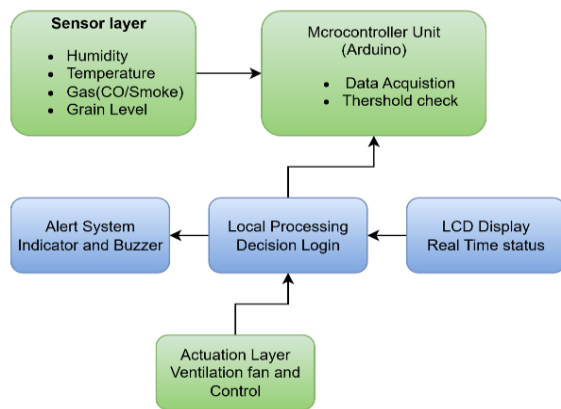 Sensor layer
Humidity
Temperature
Gas(CO/Smoke)
Grain Level
Mcrocontroller Unit
(Arduino)
Data Acquistion
Thershold check
Alert System
Indicator and Buzzer
Local Processing
Decision Login
LCD Display
Real Time status
Actuation Layer
Ventilation fan and
Control